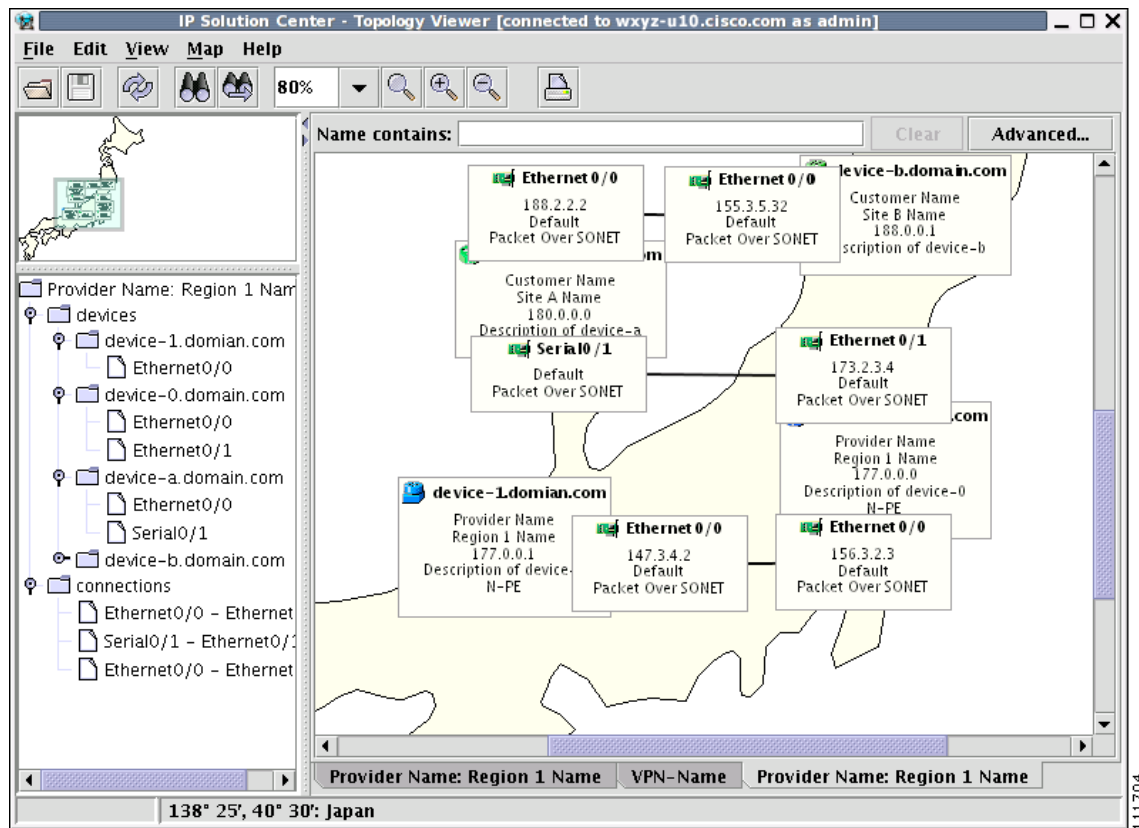 IP Solution Center - Topology Viewer [connected to wxyz-u10.cisco.com as admin]
File Edit View Map Help
80%
Name contains: Clear Advanced...
Provider Name: Region 1 Nam
devices
device-1.domian.com
Ethernet0/0
device-0.domain.com
Ethernet0/0
Ethernet0/1
device-a.domain.com
Ethernet0/0
Serial0/1
device-b.domain.com
connections
Ethernet0/0 - Ethernet
Serial0/1 - Ethernet0/1
Ethernet0/0 - Ethernet
Ethernet 0/0
188.2.2.2
Default
Packet Over SONET
Ethernet 0/0
155.3.5.32
Default
Packet Over SONET
device-b.domain.com
Customer Name
Site B Name
188.0.0.1
scription of device-b
om
Customer Name
Site A Name
180.0.0.0
Description of device-a
Serial0/1
Default
Packet Over SONET
Ethernet 0/1
173.2.3.4
Default
Packet Over SONET
.com
Provider Name
Region 1 Name
177.0.0.0
Description of device-0
N-PE
device-1.domian.com
Provider Name
Region 1 Name
177.0.0.1
Description of device-
N-PE
Ethernet 0/0
147.3.4.2
Default
Packet Over SONET
Ethernet 0/0
156.3.2.3
Default
Packet Over SONET
Provider Name: Region 1 Name VPN-Name Provider Name: Region 1 Name
138° 25', 40° 30': Japan
111704